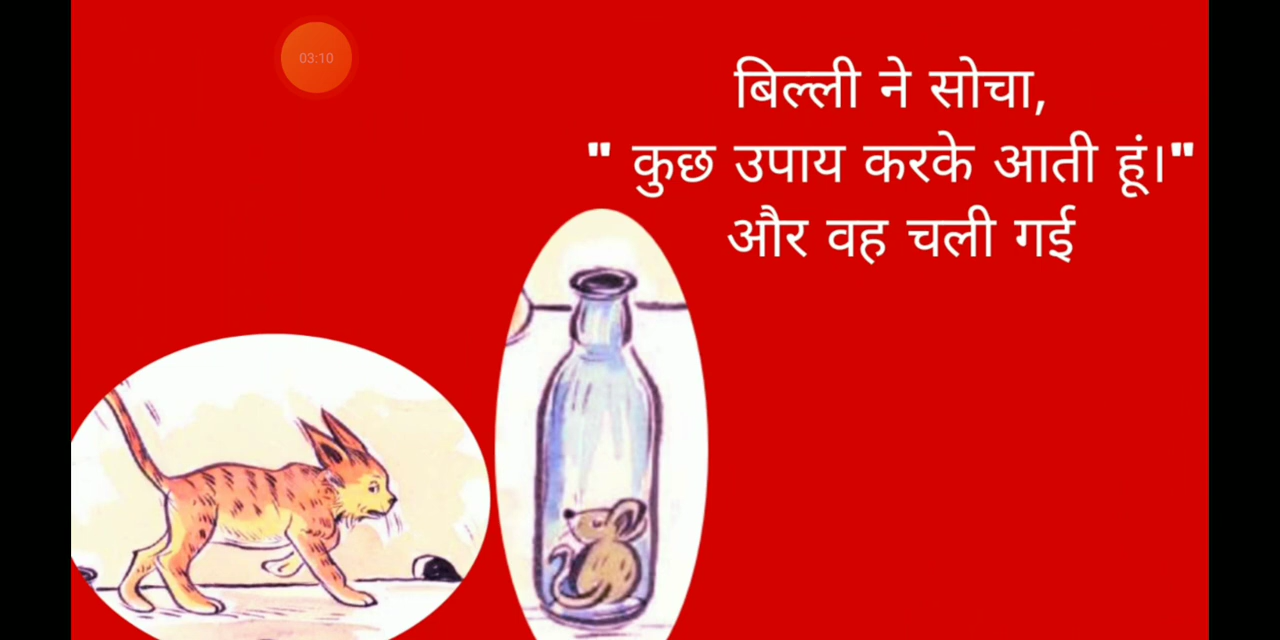 03:10
बिल्ली ने सोचा,
" कुछ उपाय करके आती हूं।"
और वह चली गई